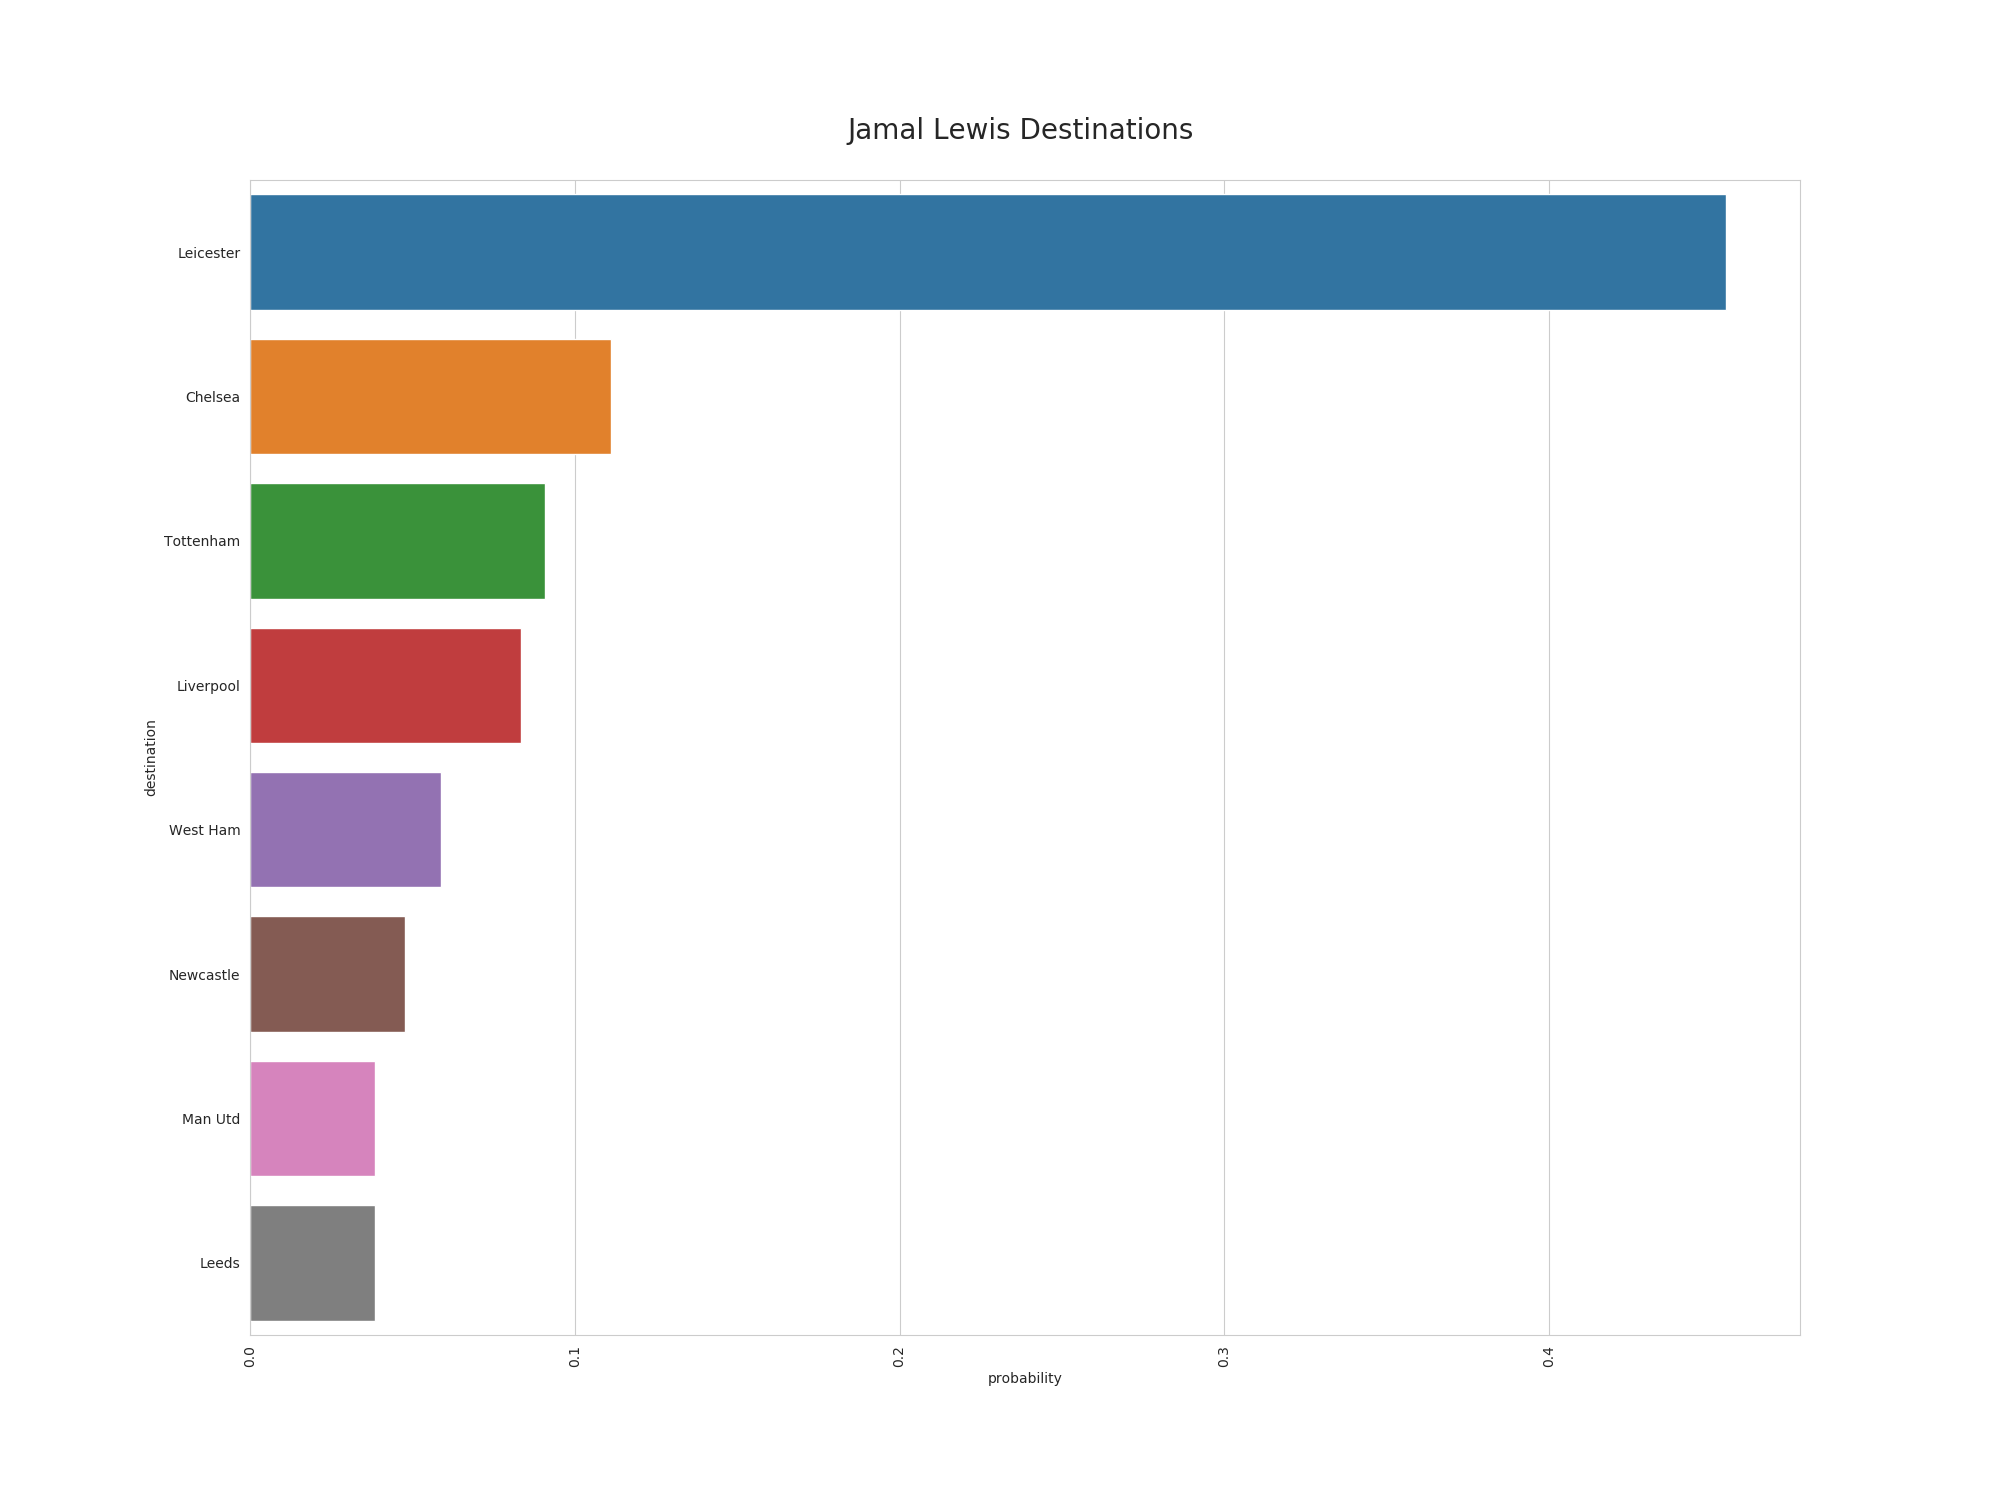 Jamal Lewis Destinations
Leicester
Chelsea
Tottenham
Liverpool
West Ham
Newcastle
Man Utd
Leeds
destination
0.0
0.1
0.2
0.3
0.4
probability